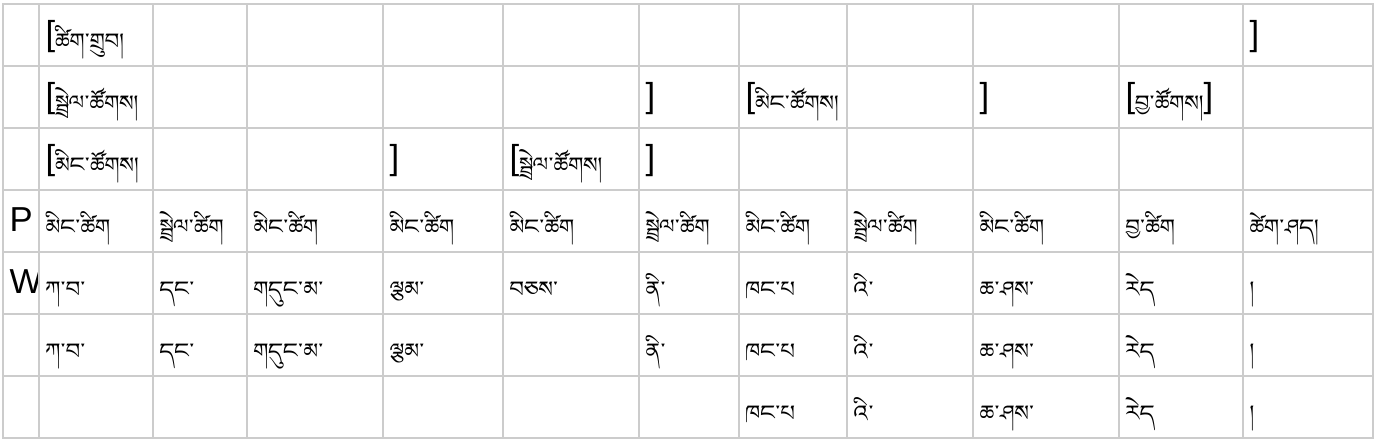 [ཚིག་གྲུབ། ]
[སྦྲེལ་ཚོགས། ] [མིང་ཚོགས། ] [བྱ་ཚོགས།]
[མིང་ཚོགས། ] [སྦྲེལ་ཚོགས། ]
P མིང་ཚིག སྦྲེལ་ཚིག མིང་ཚིག མིང་ཚིག མིང་ཚིག སྦྲེལ་ཚིག མིང་ཚིག སྦྲེལ་ཚིག མིང་ཚིག བྱ་ཚིག ཚེག་ཤད།
W ཀ་བ་ དང་ གདུང་མ་ ལྕམ་ བཅས་ ནི་ ཁང་པ འི་ ཆ་ཤས་ རེད །
ཀ་བ་ དང་ གདུང་མ་ ལྕམ་ ནི་ ཁང་པ འི་ ཆ་ཤས་ རེད །
ཁང་པ འི་ ཆ་ཤས་ རེད །